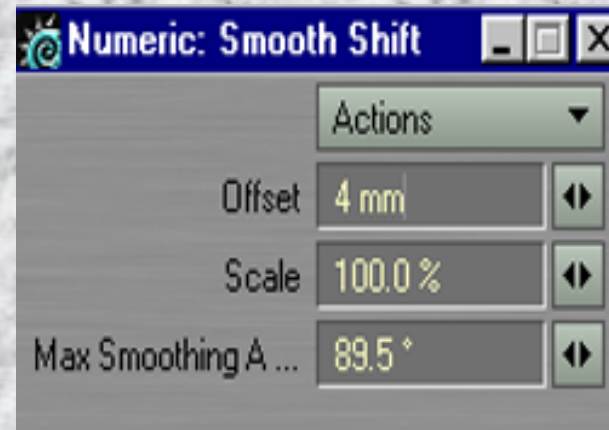 Numeric: Smooth Shift
Actions
Offset 4 mm
Scale 100.0 %
Max Smoothing A ... 89.5 °